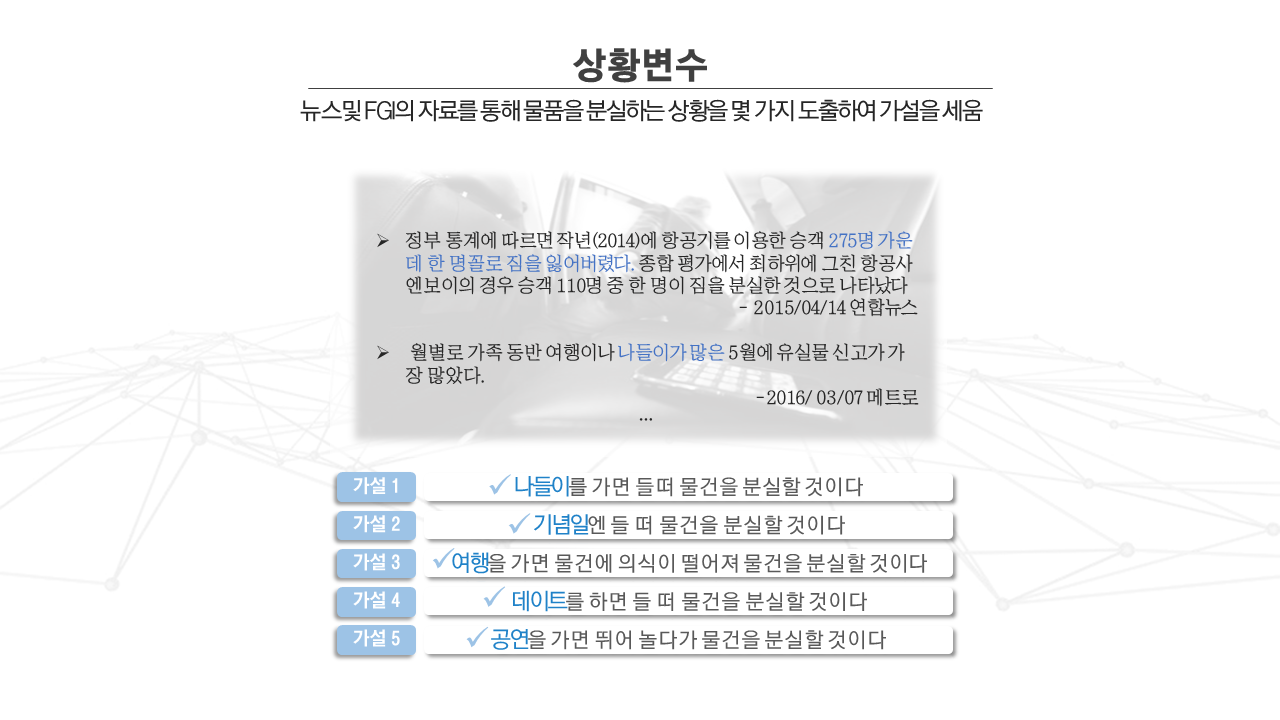 상황변수
뉴스및 FGI의 자료를 통해 물품을 분실하는 상황을 몇 가지 도출하여 가설을 세움
➢ 정부 통계에 따르면 작년(2014)에 항공기를 이용한 승객 275명 가운
데 한 명꼴로 짐을 잃어버렸다. 종합 평가에서 최하위에 그친 항공사
엔보이의 경우 승객 110명 중 한 명이 짐을 분실한 것으로 나타났다
- 2015/04/14 연합뉴스
➢ 월별로 가족 동반 여행이나 나들이가 많은 5월에 유실물 신고가 가
장 많았다.
-2016/ 03/07 메트로
...
가설 1 ✓ 나들이를 가면 들떠 물건을 분실할 것이다
가설 2 ✓ 기념일엔 들 떠 물건을 분실할 것이다
가설 3 ✓여행을 가면 물건에 의식이 떨어져 물건을 분실할 것이다
가설 4 ✓ 데이트를 하면 들 떠 물건을 분실할 것이다
가설 5 ✓ 공연을 가면 뛰어 놀다가 물건을 분실할 것이다